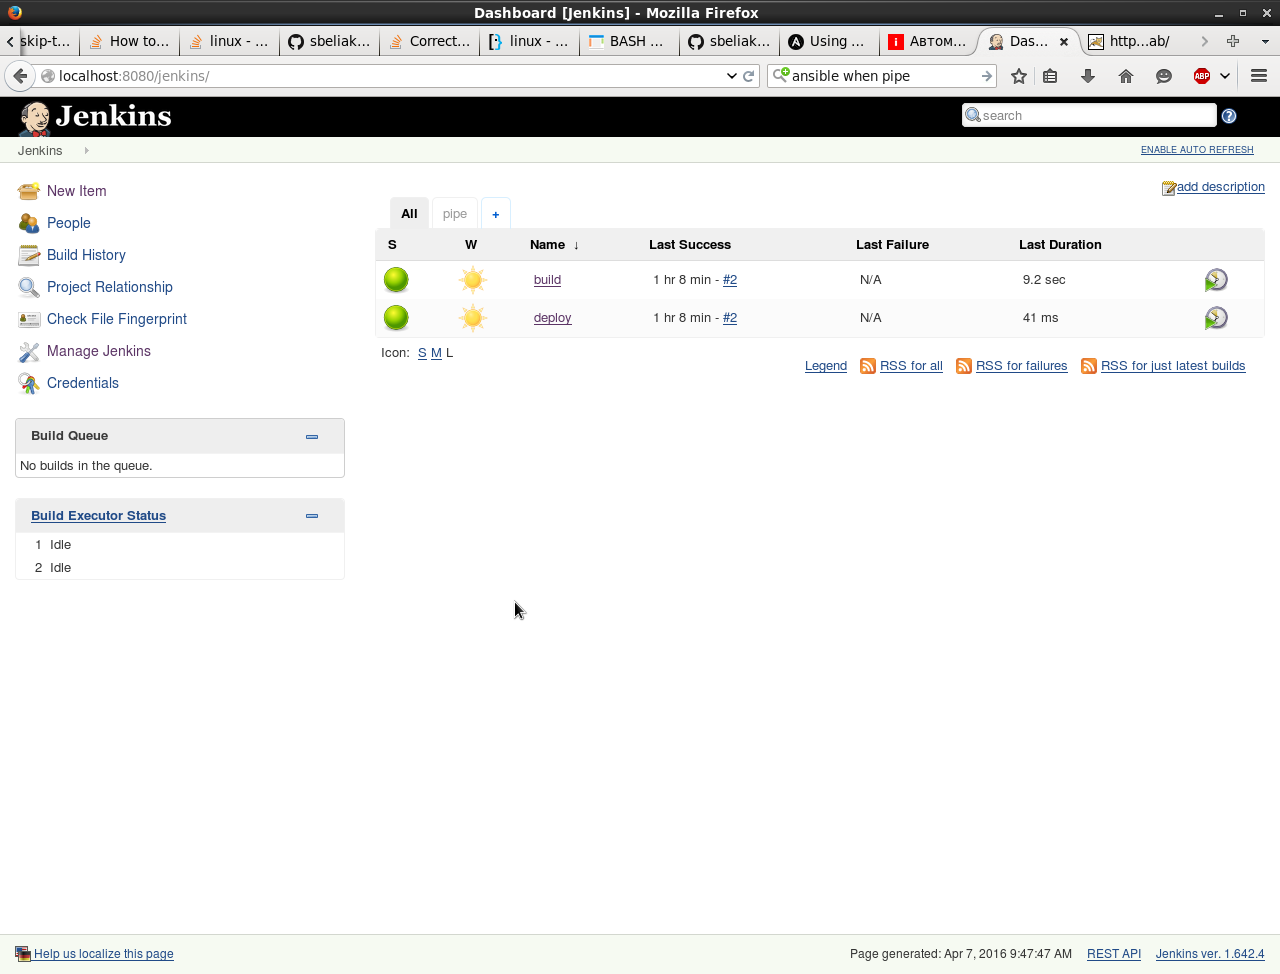 Dashboard [Jenkins] - Mozilla Firefox
skip-t... How to... linux - ... sbeliak... Correct... linux - ... BASH ... sbeliak... Using ... Автом... Das... http...ab/
localhost:8080/jenkins/ ansible when pipe ABP
Jenkins search
Jenkins ENABLE AUTO REFRESH
New Item
People
Build History
Project Relationship
Check File Fingerprint
Manage Jenkins
Credentials
Build Queue
No builds in the queue.
Build Executor Status
1 Idle
2 Idle
add description
All pipe +
S W Name ↓ Last Success Last Failure Last Duration
build 1 hr 8 min - #2 N/A 9.2 sec
deploy 1 hr 8 min - #2 N/A 41 ms
Icon: S M L
Legend RSS for all RSS for failures RSS for just latest builds
Help us localize this page Page generated: Apr 7, 2016 9:47:47 AM REST API Jenkins ver. 1.642.4